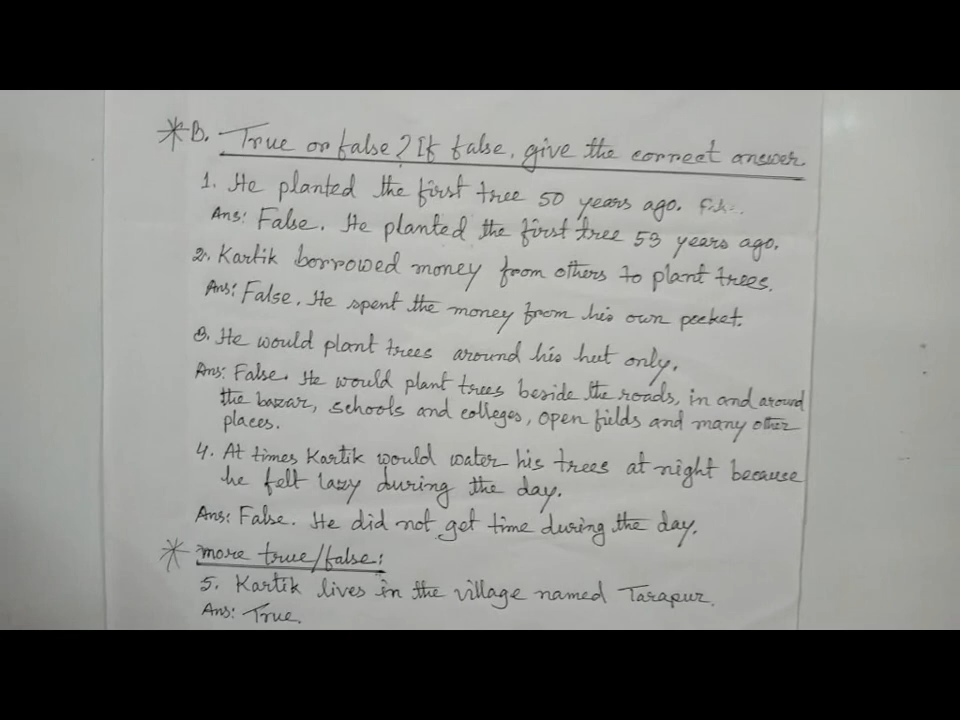 *B. True or false? If false, give the correct answer
1. He planted the first tree 50 years ago.
Ans: False. He planted the first tree 53 years ago.
2. Kartik borrowed money from others to plant trees.
Ans: False. He spent the money from his own pocket.
3. He would plant trees around his hut only.
Ans: False. He would plant trees beside the roads, in and around
the bazar, schools and colleges, open fields and many other
places.
4. At times Kartik would water his trees at night because
he felt lazy during the day.
Ans: False. He did not get time during the day.
* more true/false:
5. Kartik lives in the village named Tarapur.
Ans: True.